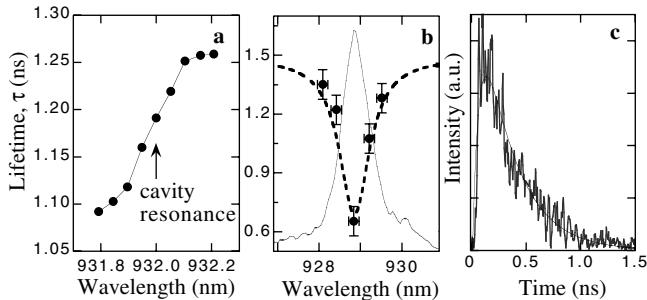 a
b
c
Lifetime, τ (ns)
1.30
1.25
1.20
1.15
1.10
1.05
cavity
resonance
931.8 932.0 932.2
Wavelength (nm)
1.5
1.2
0.9
0.6
928 930
Wavelength (nm)
Intensity (a.u.)
0 0.5 1.0 1.5
Time (ns)